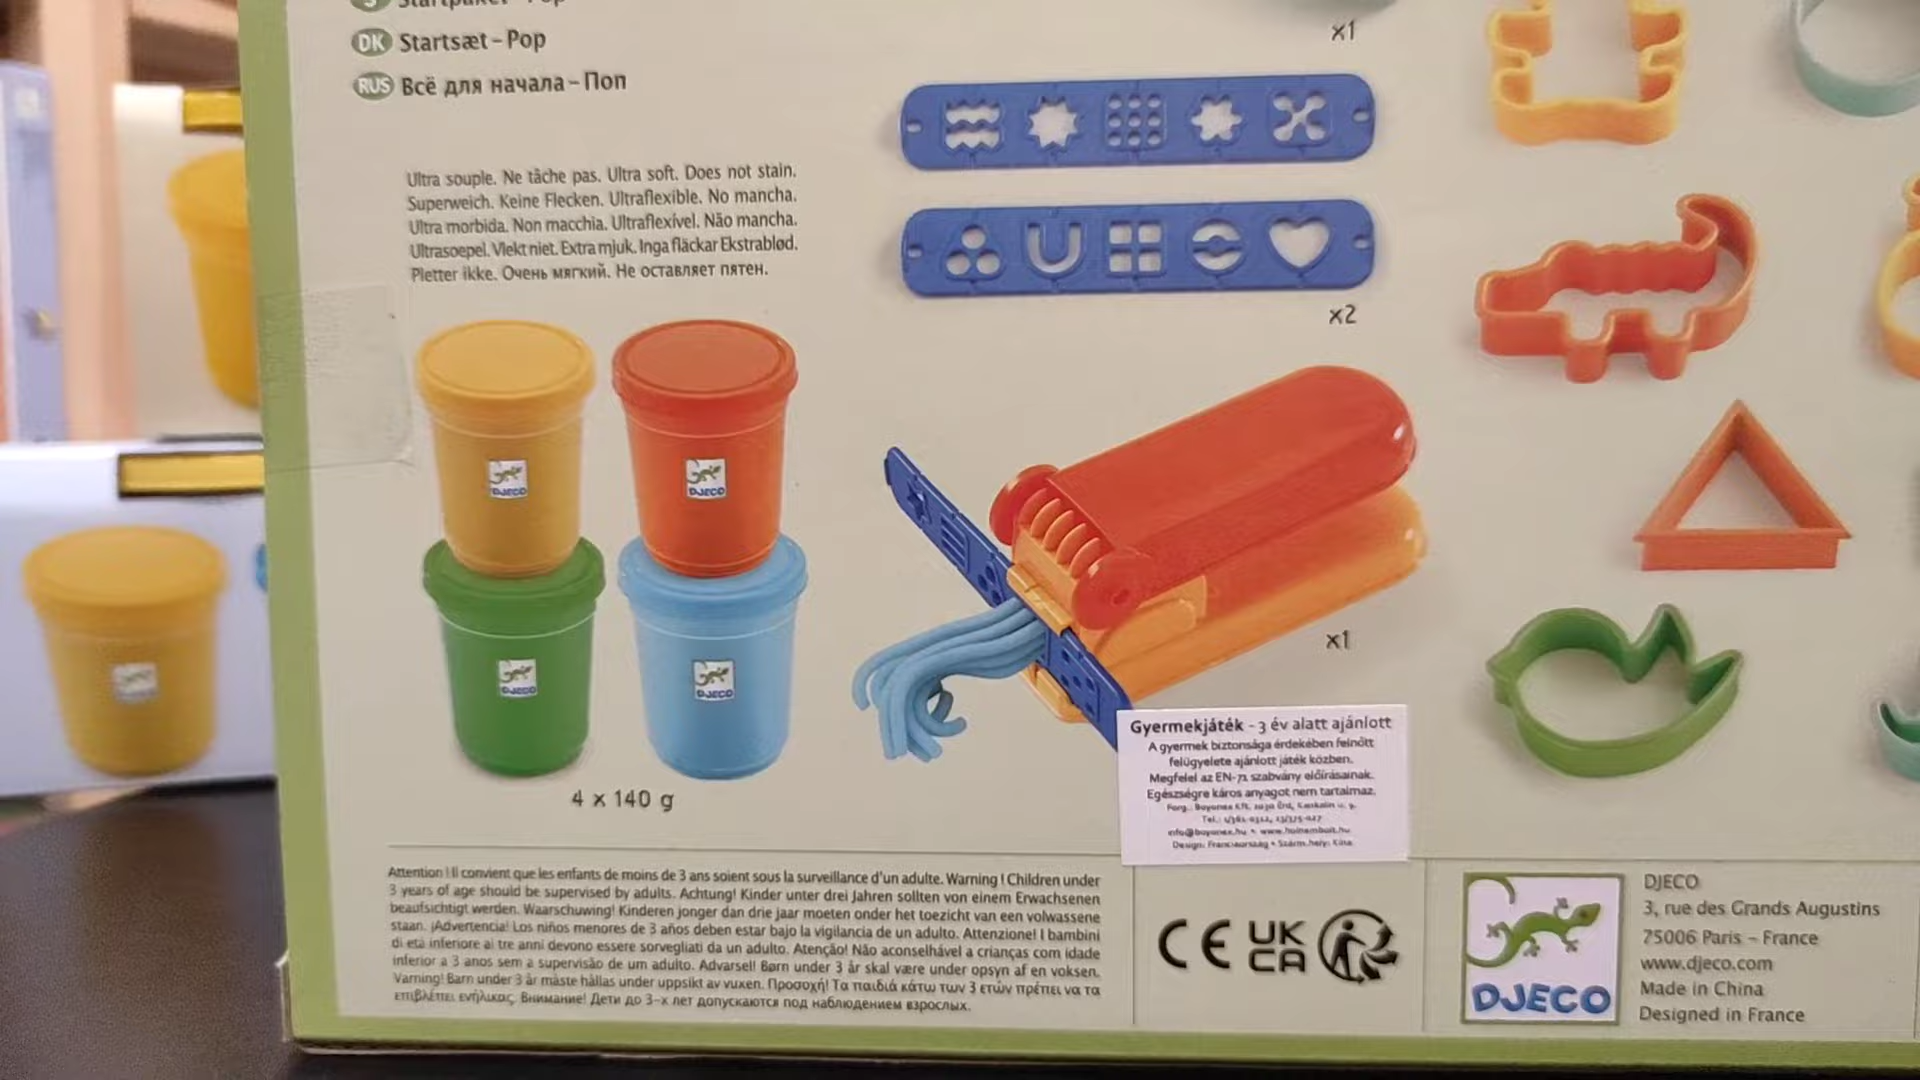 DK Startsæt – Pop
RUS Всё для начала – Поп
Ultra souple. Ne tâche pas. Ultra soft. Does not stain.
Superweich. Keine Flecken. Ultraflexible. No mancha.
Ultra morbida. Non macchia. Ultraflexível. Não mancha.
Ultrasoepel. Vlekt niet. Extra mjuk. Inga fläckar Ekstrablød.
Pletter ikke. Очень мягкий. Не оставляет пятен.
x1
x2
x1
DJECO
DJECO
DJECO
DJECO
4 x 140 g
Gyermekjáték - 3 év alatt ajánlott
A gyermek biztonsága érdekében felnőtt
felügyelete ajánlott játék közben.
Megfelel az EN-71 szabvány előírásainak.
Egészségre káros anyagot nem tartalmaz.
Design: Franciaország • Szárm.hely: Kína.
Attention ! Il convient que les enfants de moins de 3 ans soient sous la surveillance d'un adulte. Warning ! Children under
3 years of age should be supervised by adults. Achtung! Kinder unter drei Jahren sollten von einem Erwachsenen
beaufsichtigt werden. Waarschuwing! Kinderen jonger dan drie jaar moeten onder het toezicht van een volwassene
staan. ¡Advertencia! Los niños menores de 3 años deben estar bajo la vigilancia de un adulto. Attenzione! I bambini
di età inferiore ai tre anni devono essere sorvegliati da un adulto. Atenção! Não aconselhável a crianças com idade
inferior a 3 anos sem a supervisão de um adulto. Advarsel! Børn under 3 år skal være under opsyn af en voksen.
Varning! Barn under 3 år måste hållas under uppsikt av vuxen. Προσοχή! Τα παιδιά κάτω των 3 ετών πρέπει να τα
επιβλέπει ενήλικας. Внимание! Дети до 3-х лет допускаются под наблюдением взрослых.
CE
UK
CA
DJECO
DJECO
3, rue des Grands Augustins
75006 Paris – France
www.djeco.com
Made in China
Designed in France